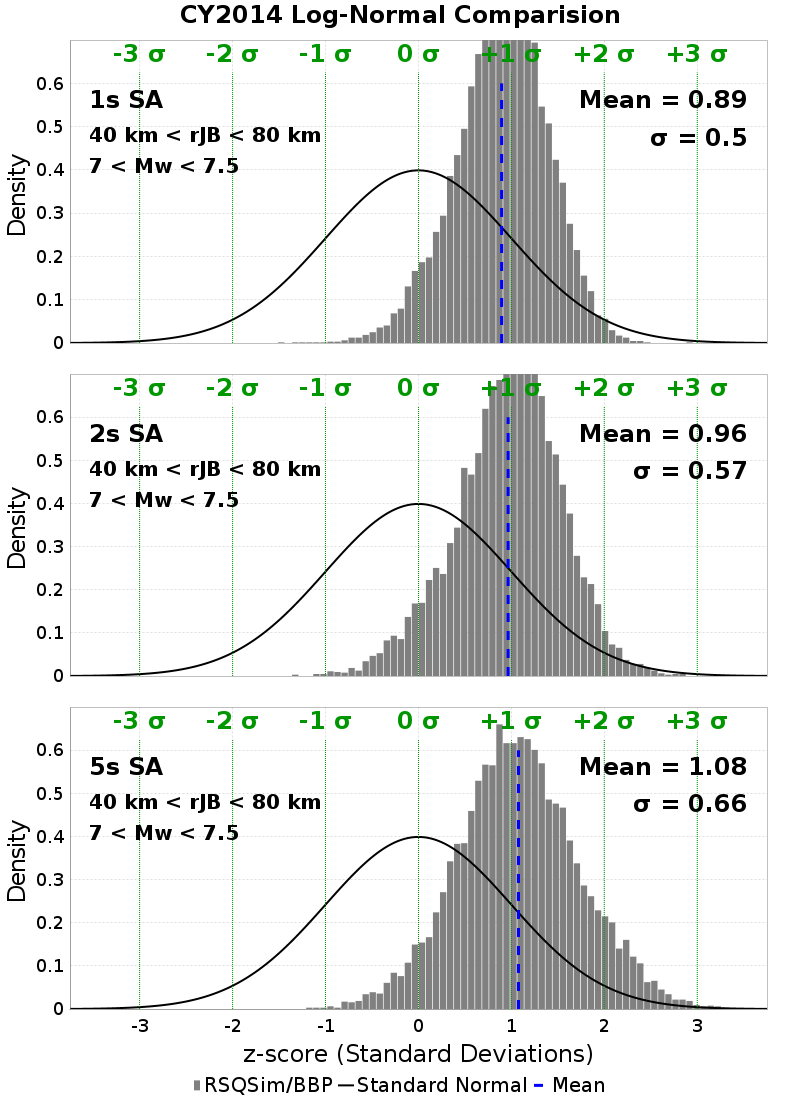 CY2014 Log-Normal Comparision
-3 σ -2 σ -1 σ 0 σ +1 σ +2 σ +3 σ
1s SA
40 km < rJB < 80 km
7 < Mw < 7.5
Mean = 0.89
σ = 0.5
Density
0.6
0.5
0.4
0.3
0.2
0.1
0
-3 σ -2 σ -1 σ 0 σ +1 σ +2 σ +3 σ
2s SA
40 km < rJB < 80 km
7 < Mw < 7.5
Mean = 0.96
σ = 0.57
Density
0.6
0.5
0.4
0.3
0.2
0.1
0
-3 σ -2 σ -1 σ 0 σ +1 σ +2 σ +3 σ
5s SA
40 km < rJB < 80 km
7 < Mw < 7.5
Mean = 1.08
σ = 0.66
Density
0.6
0.5
0.4
0.3
0.2
0.1
0
-3 -2 -1 0 1 2 3
z-score (Standard Deviations)
RSQSim/BBP Standard Normal Mean